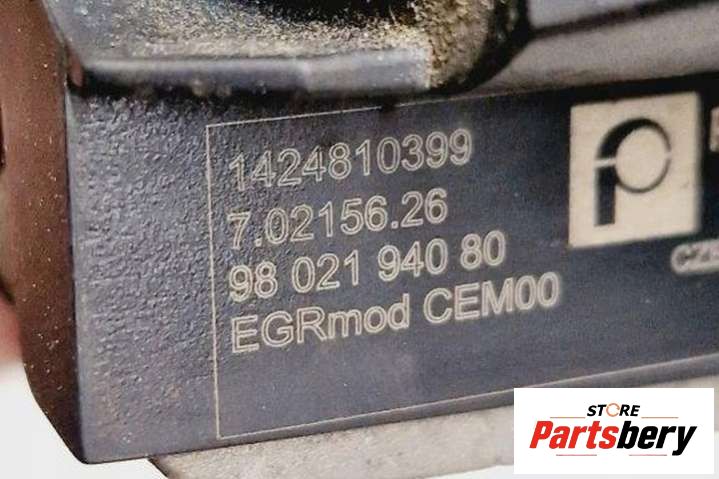 1424810399
7.02156.26
98 021 940 80
EGRmod CEM00
STORE
Partsbery